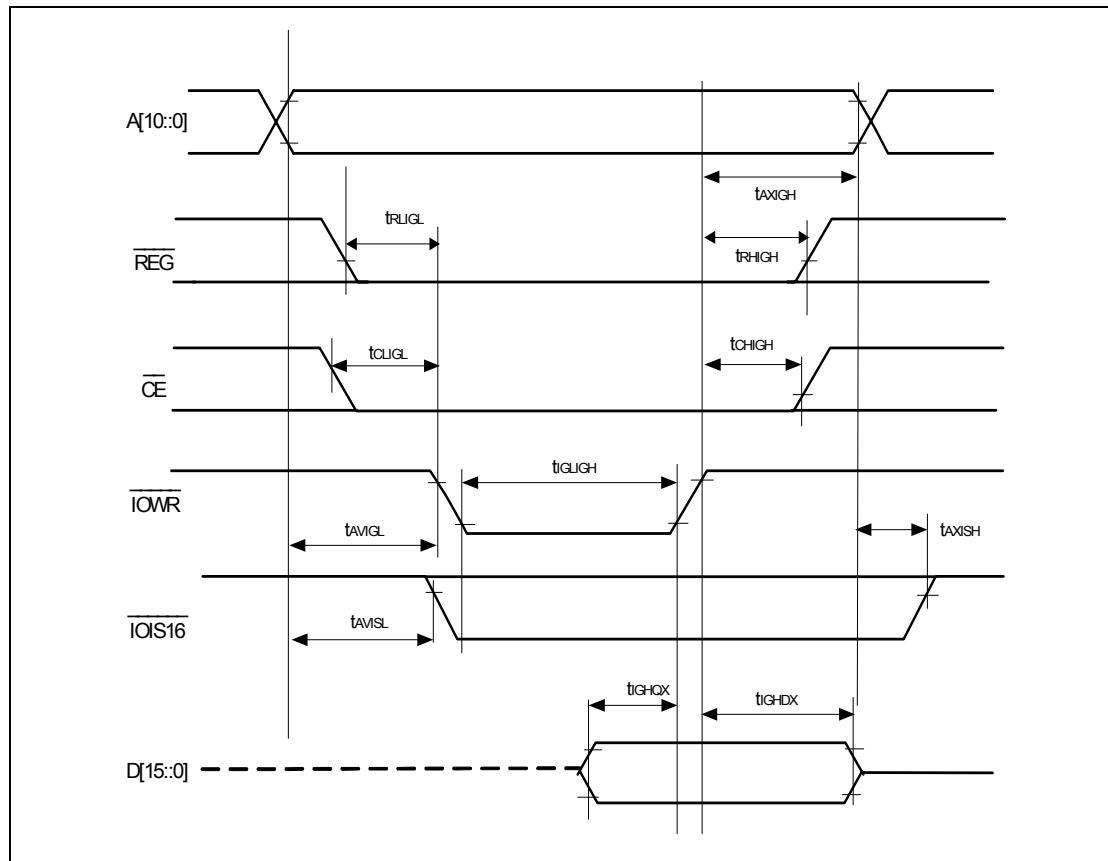 A[10::0]
tAXIGH
tRLIGL
REG
tRHIGH
tCLIGL
tCHIGH
CE
tIGLIGH
IOWR
tAVIGL
tAXISH
IOIS16
tAVISL
tIGHQX
tIGHDX
D[15::0]